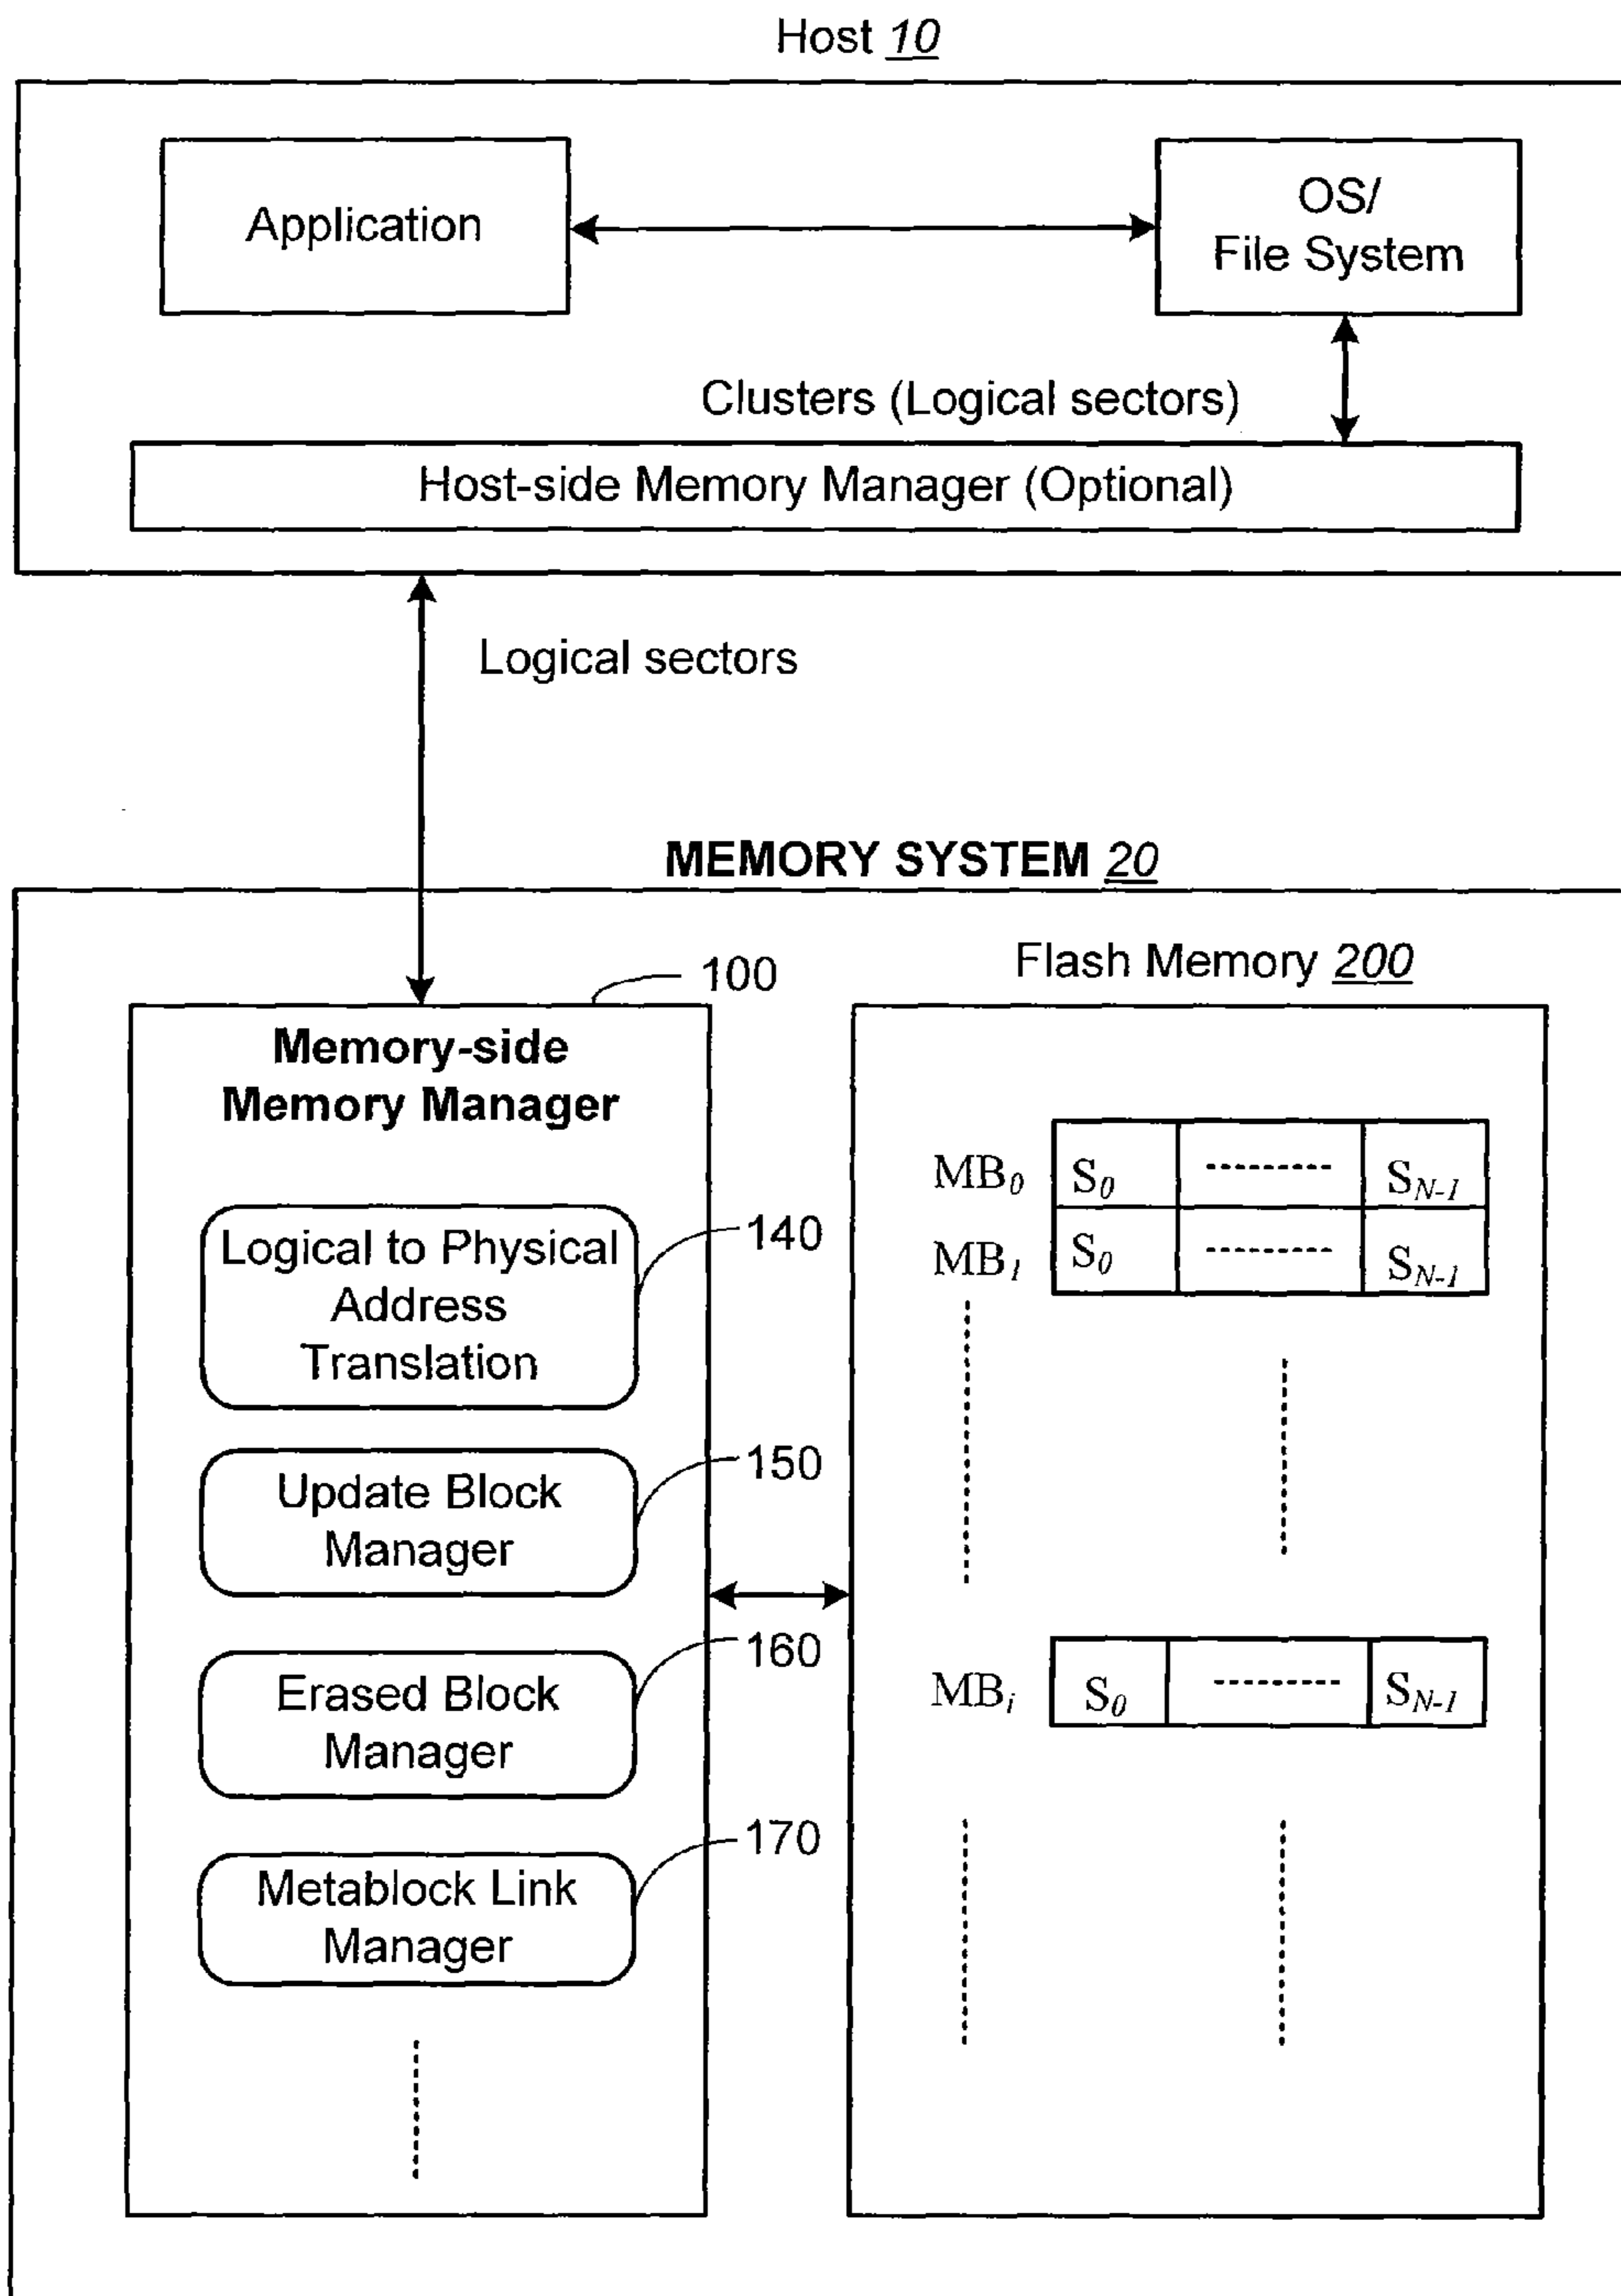 Host 10
Application
OS/
File System
Clusters (Logical sectors)
Host-side Memory Manager (Optional)
Logical sectors
MEMORY SYSTEM 20
Flash Memory 200
100
Memory-side
Memory Manager
Logical to Physical
Address
Translation
140
Update Block
Manager
150
Erased Block
Manager
160
Metablock Link
Manager
170
MB0 S0 SN-1
MB1 S0 SN-1
MBi S0 SN-1